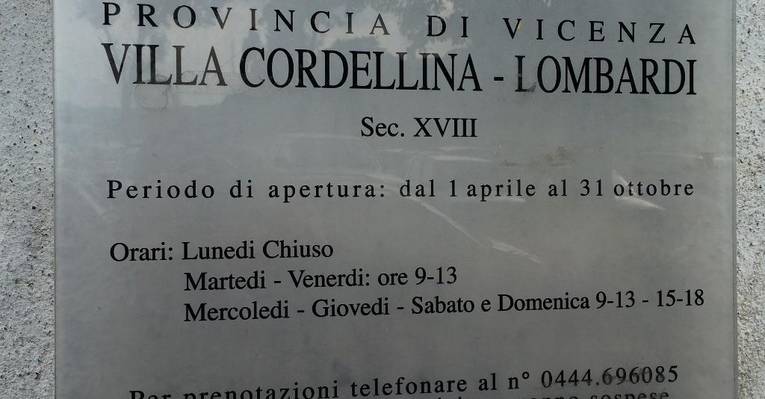 PROVINCIA DI VICENZA
VILLA CORDELLINA - LOMBARDI
Sec. XVIII
Periodo di apertura: dal 1 aprile al 31 ottobre
Orari: Lunedi Chiuso
Martedi - Venerdi: ore 9-13
Mercoledi - Giovedi - Sabato e Domenica 9-13 - 15-18
Per prenotazioni telefonare al n° 0444.696085
sospese